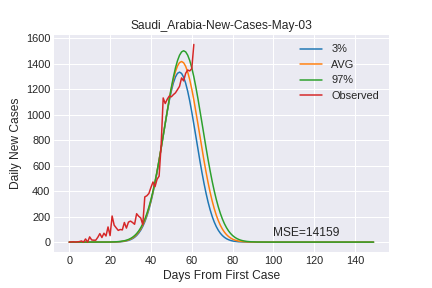 Saudi_Arabia-New-Cases-May-03
Daily New Cases
1600
1400
1200
1000
800
600
400
200
0
3%
AVG
97%
Observed
MSE=14159
0 20 40 60 80 100 120 140
Days From First Case